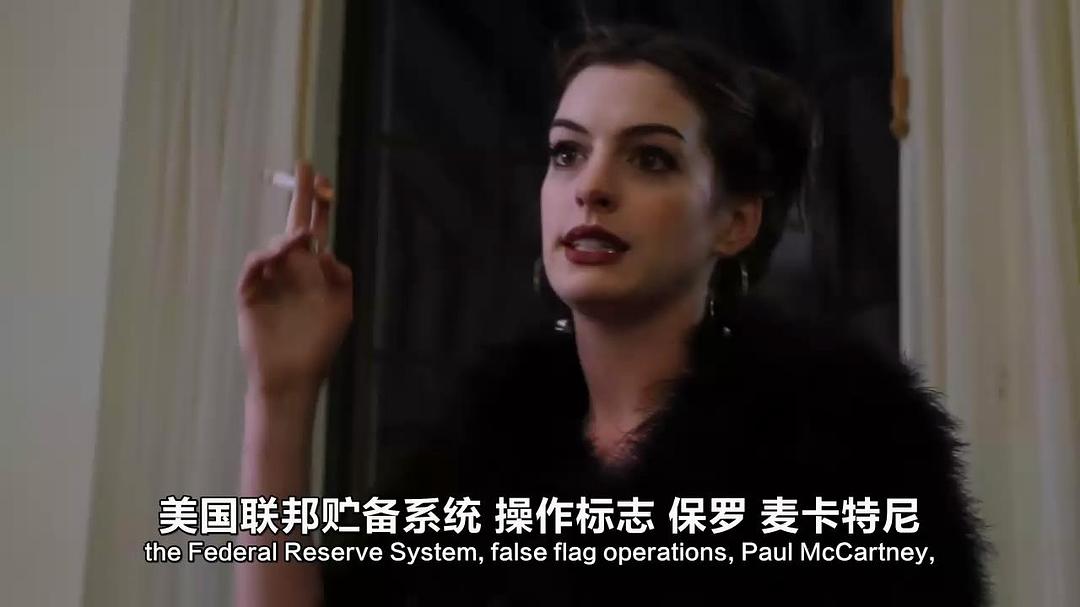 美国联邦贮备系统 操作标志 保罗 麦卡特尼
the Federal Reserve System, false flag operations, Paul McCartney,